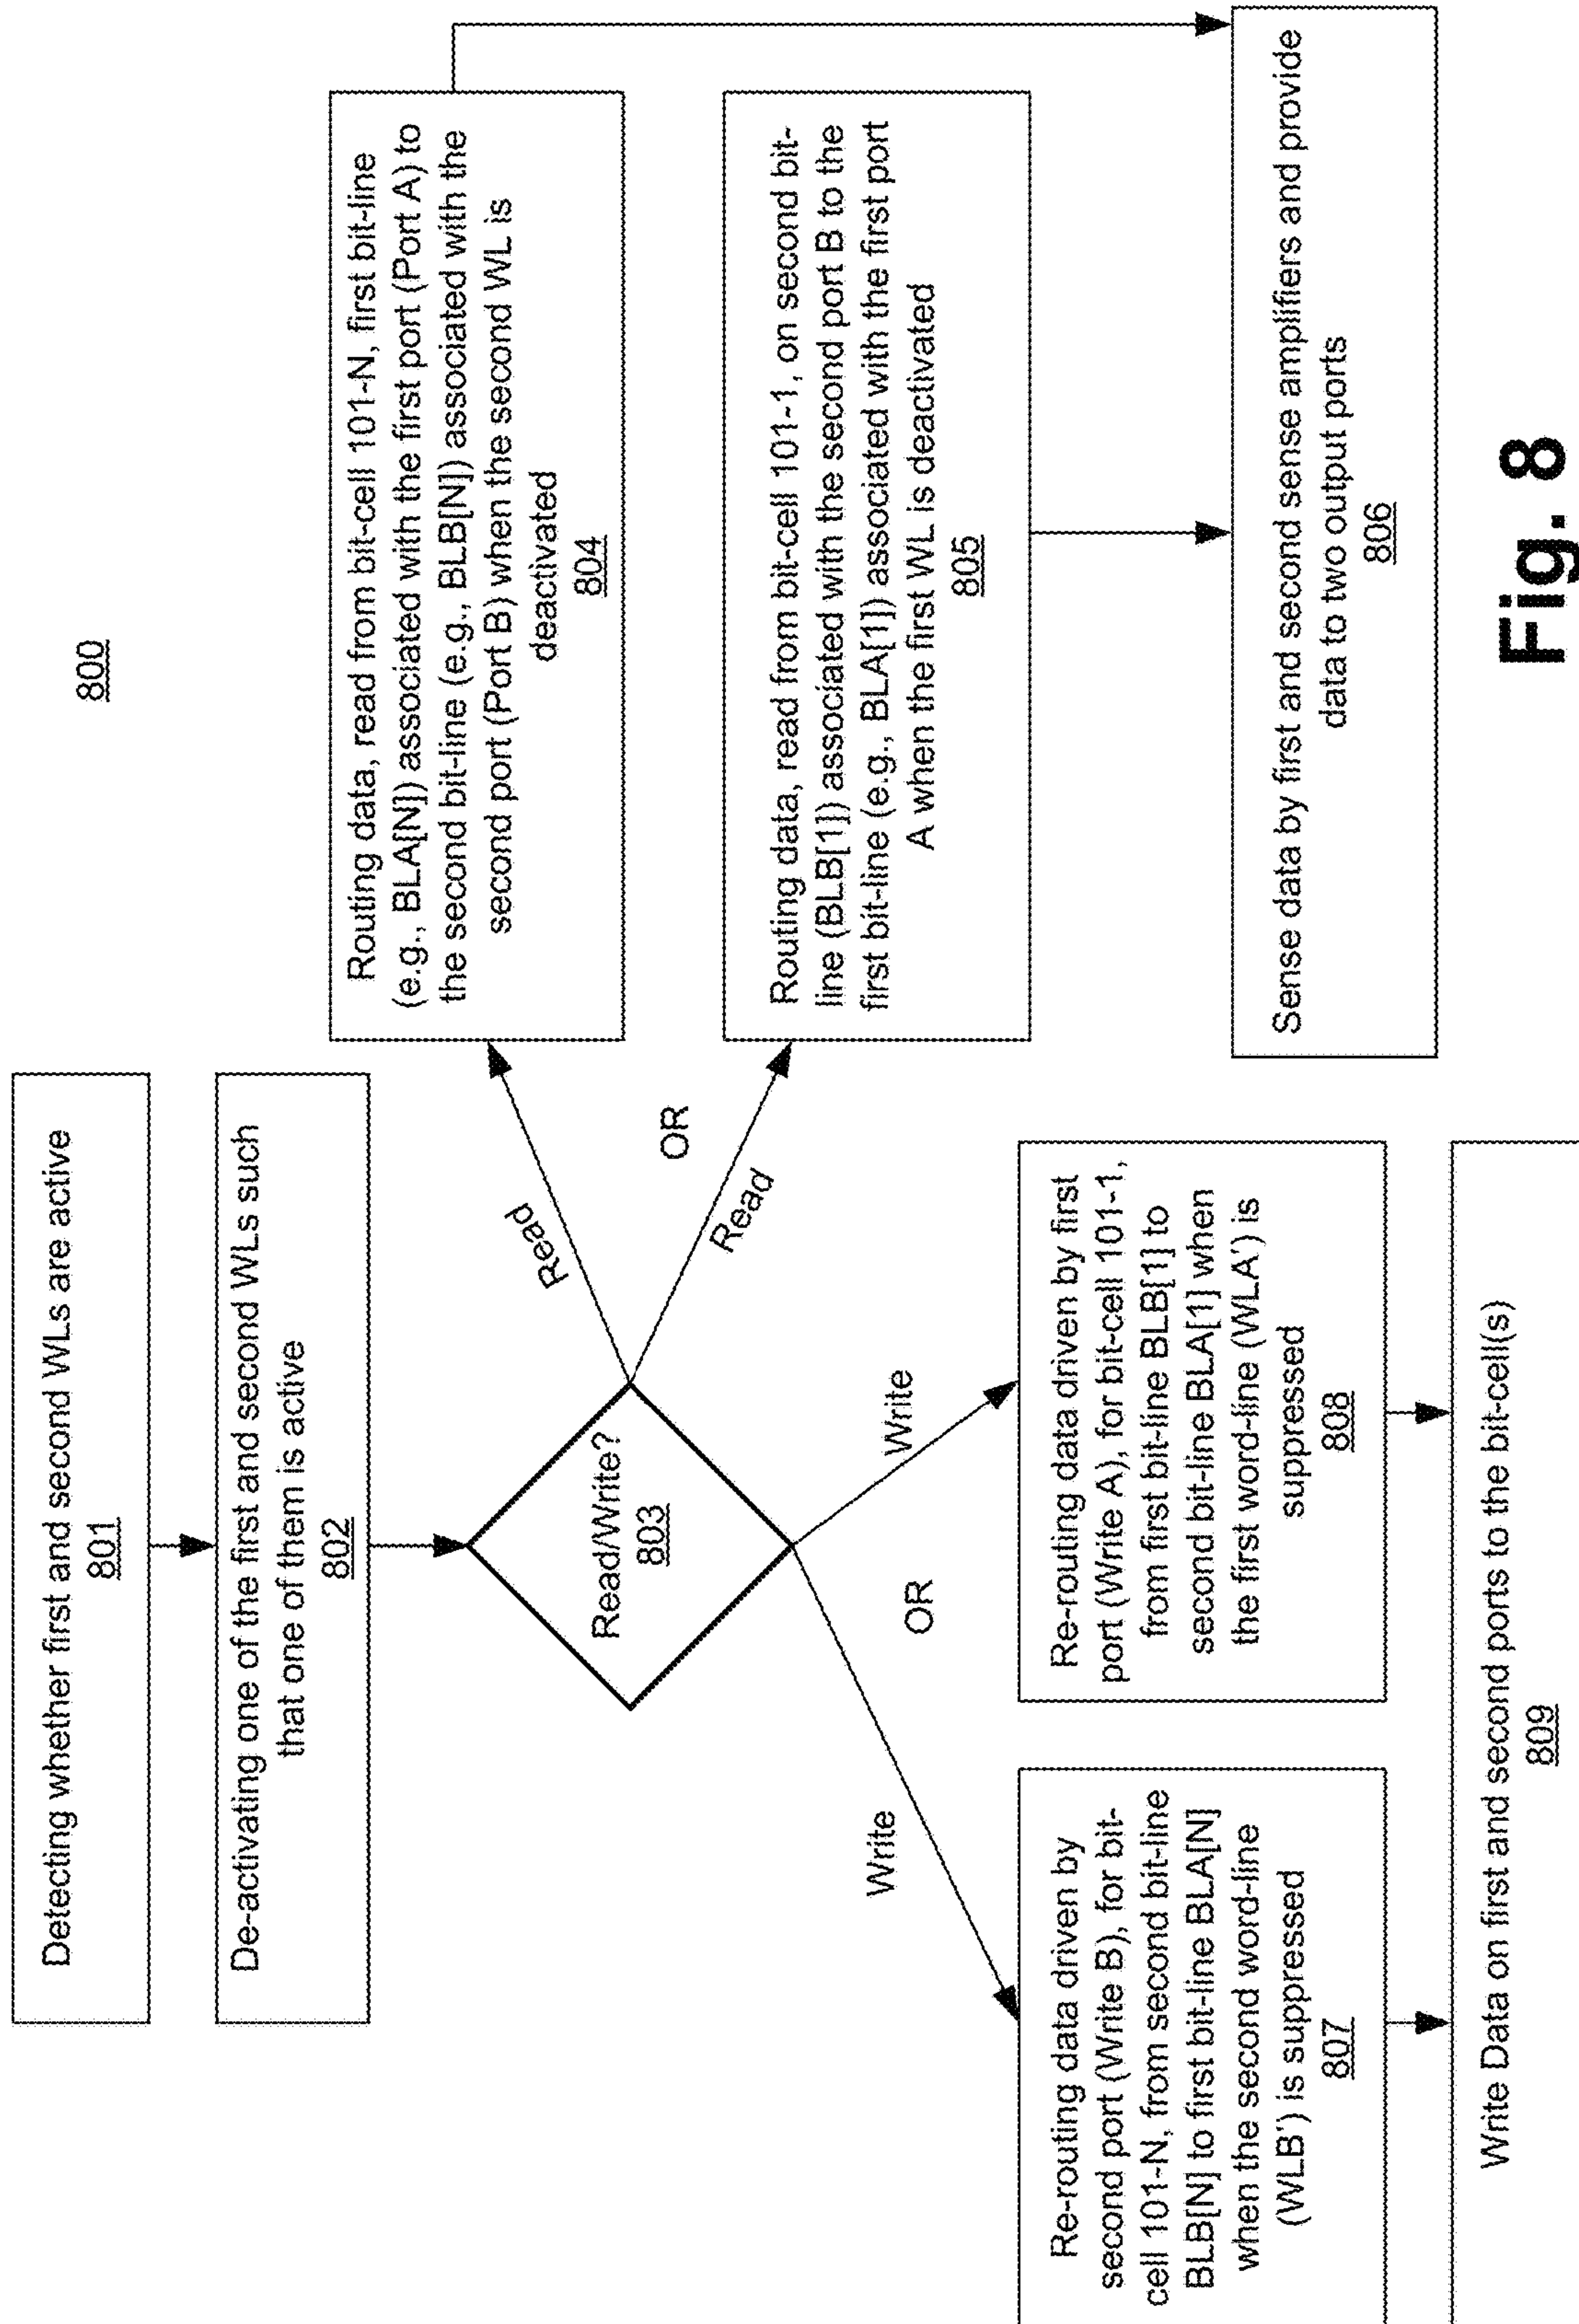 800
Detecting whether first and second WLs are active
801
De-activating one of the first and second WLs such
that one of them is active
802
Read/Write?
803
Read
OR
Read
Routing data, read from bit-cell 101-N, first bit-line
(e.g., BLA[N]) associated with the first port (Port A) to
the second bit-line (e.g., BLB[N]) associated with the
second port (Port B) when the second WL is
deactivated
804
Routing data, read from bit-cell 101-1, on second bit-
line (BLB[1]) associated with the second port B to the
first bit-line (e.g., BLA[1]) associated with the first port
A when the first WL is deactivated
805
Sense data by first and second sense amplifiers and provide
data to two output ports
806
Write
OR
Write
Re-routing data driven by
second port (Write B), for bit-
cell 101-N, from second bit-line
BLB[N] to first bit-line BLA[N]
when the second word-line
(WLB') is suppressed
807
Re-routing data driven by first
port (Write A), for bit-cell 101-1,
from first bit-line BLB[1] to
second bit-line BLA[1] when
the first word-line (WLA') is
suppressed
808
Write Data on first and second ports to the bit-cell(s)
809
Fig. 8